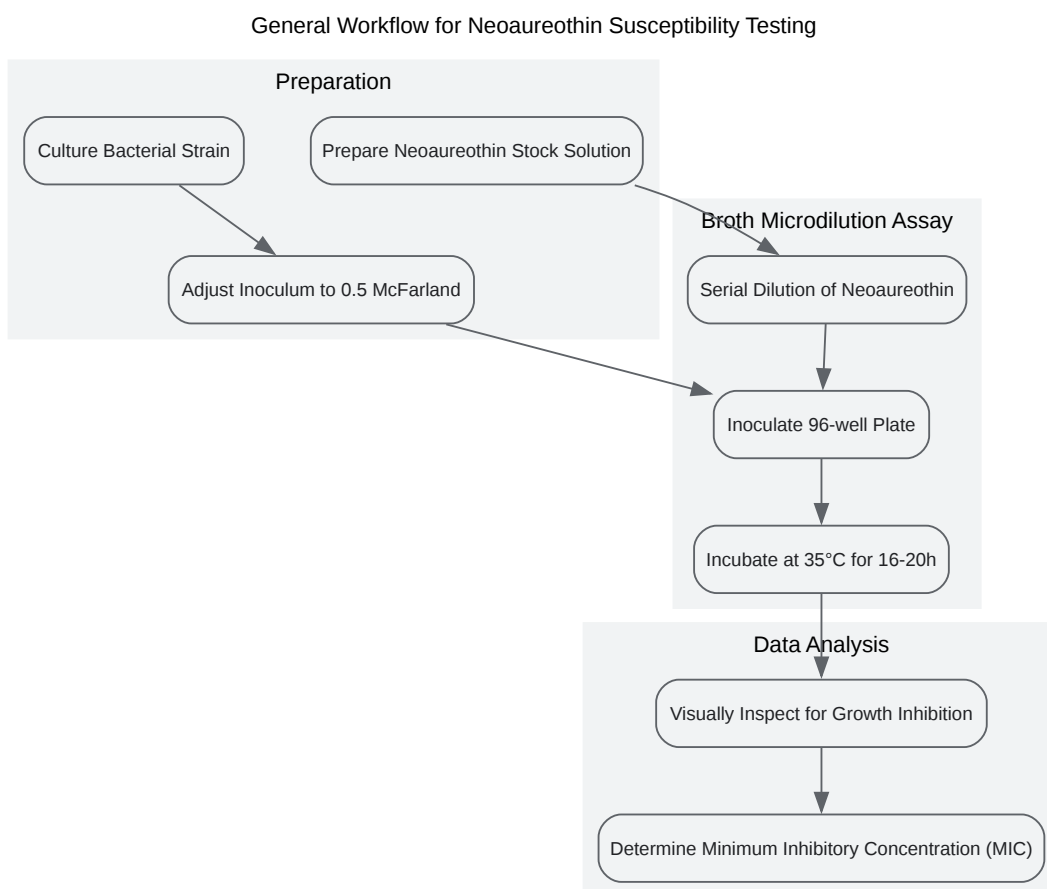 General Workflow for Neoaureothin Susceptibility Testing
Preparation
Culture Bacterial Strain
Prepare Neoaureothin Stock Solution
Adjust Inoculum to 0.5 McFarland
Broth Microdilution Assay
Serial Dilution of Neoaureothin
Inoculate 96-well Plate
Incubate at 35°C for 16-20h
Data Analysis
Visually Inspect for Growth Inhibition
Determine Minimum Inhibitory Concentration (MIC)